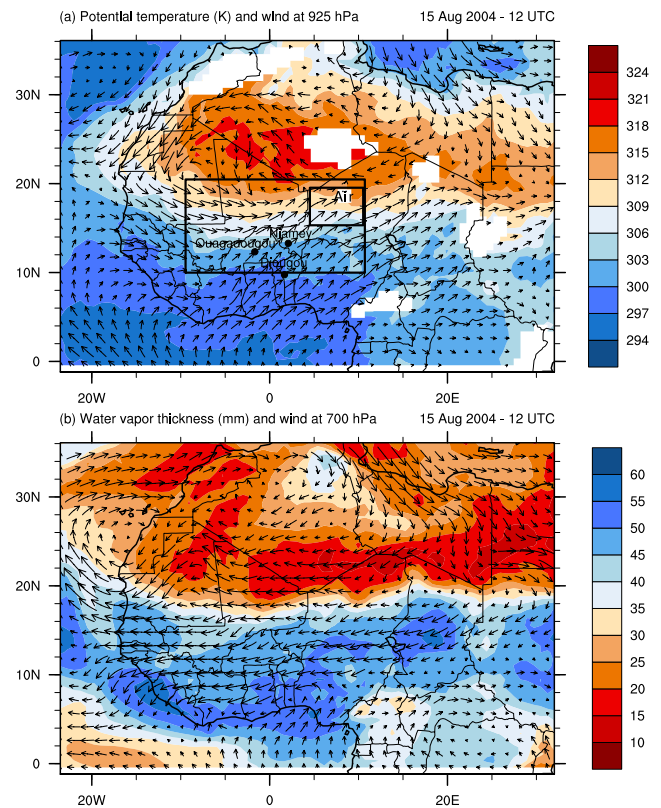 (a) Potential temperature (K) and wind at 925 hPa 15 Aug 2004 - 12 UTC
324
30N
321
318
315
20N
312
Aïr
309
306
Niamey
Ouagadougou
303
Djougou
10N
300
297
0
294
20W 0 20E
(b) Water vapor thickness (mm) and wind at 700 hPa 15 Aug 2004 - 12 UTC
60
55
30N
50
45
40
20N
35
30
25
10N
20
15
0
10
20W 0 20E